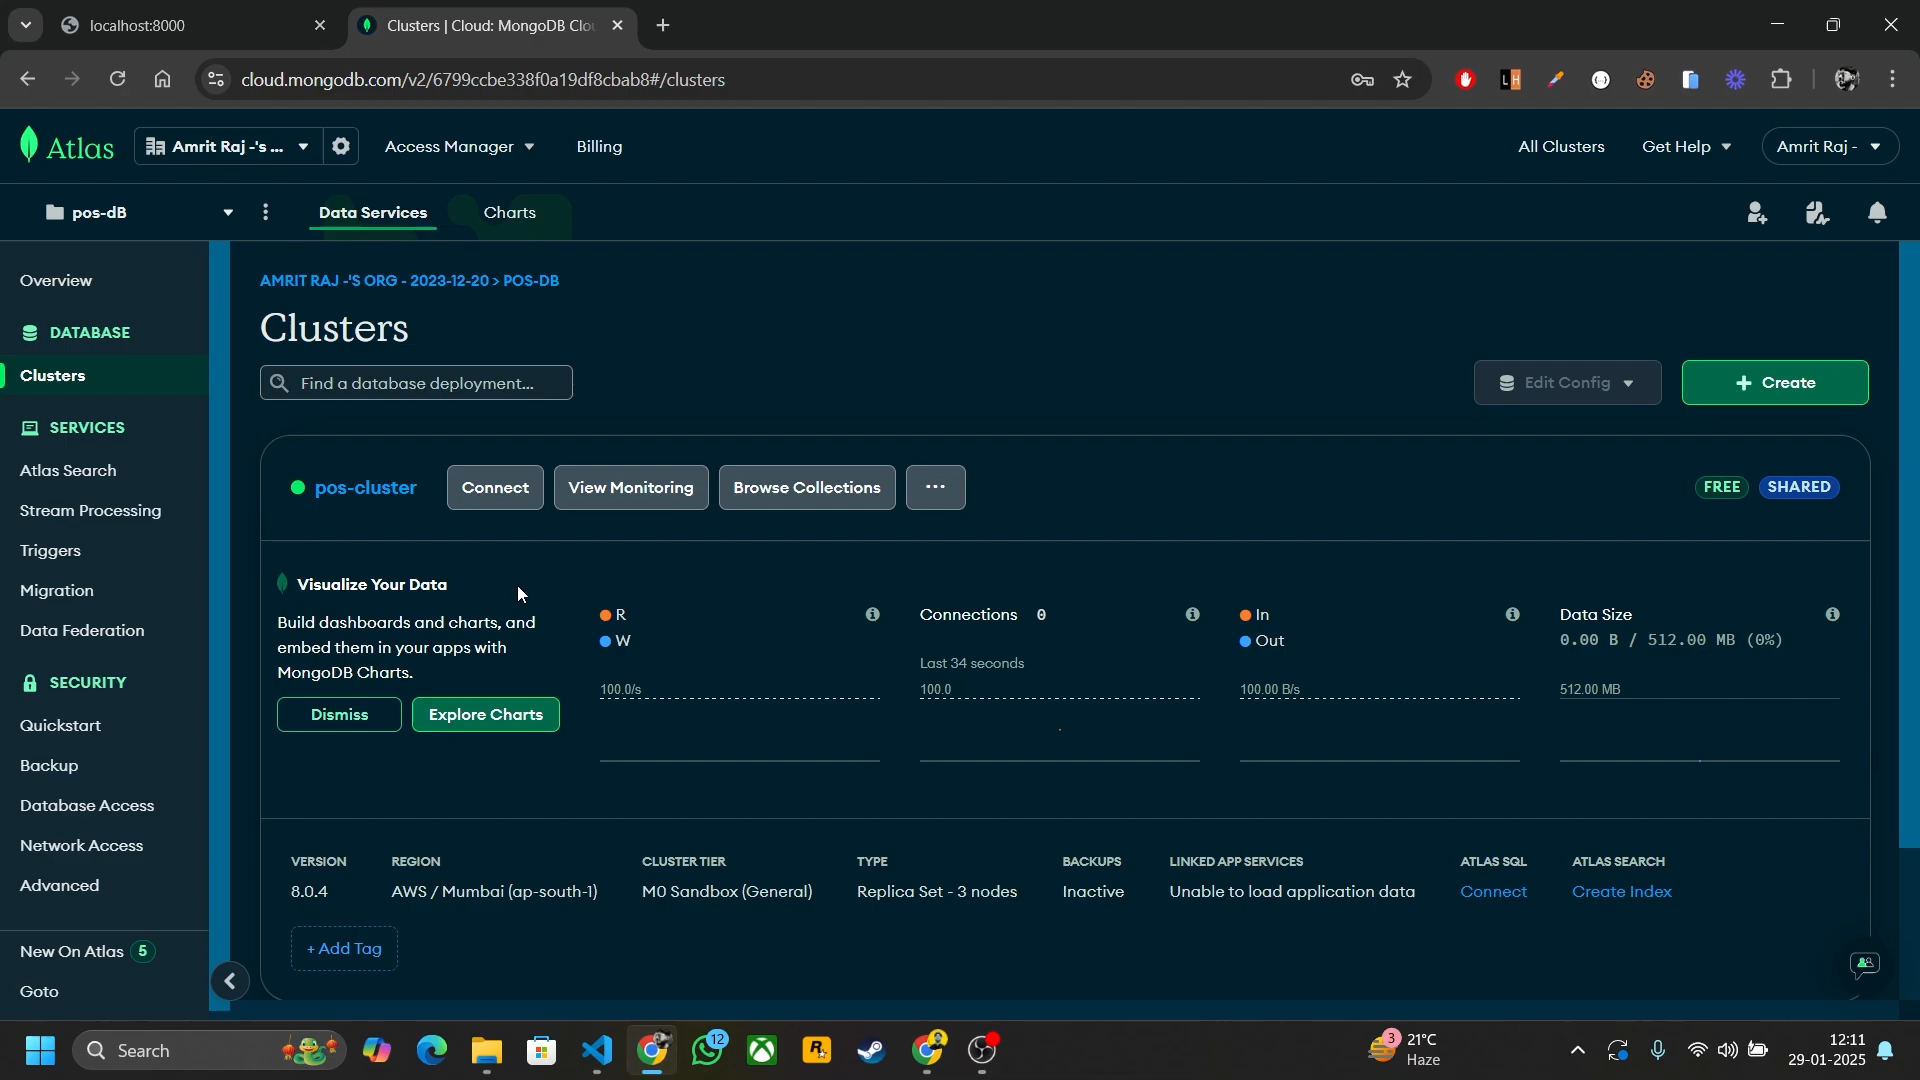 localhost:8000
Clusters | Cloud: MongoDB Clo
cloud.mongodb.com/v2/6799ccbe338f0a19df8cbab8#/clusters
Atlas
Amrit Raj -'s ...
Access Manager
Billing
All Clusters
Get Help
Amrit Raj -
pos-dB
Data Services
Charts
Overview
DATABASE
Clusters
SERVICES
Atlas Search
Stream Processing
Triggers
Migration
Data Federation
SECURITY
Quickstart
Backup
Database Access
Network Access
Advanced
New On Atlas 5
Goto
AMRIT RAJ -'S ORG - 2023-12-20 > POS-DB
Clusters
Find a database deployment...
Edit Config
+ Create
pos-cluster
Connect
View Monitoring
Browse Collections
...
FREE
SHARED
Visualize Your Data
Build dashboards and charts, and
embed them in your apps with
MongoDB Charts.
Dismiss
Explore Charts
R
W
100.0/s
Connections 0
Last 34 seconds
100.0
In
Out
100.00 B/s
Data Size
0.00 B / 512.00 MB (0%)
512.00 MB
VERSION
8.0.4
REGION
AWS / Mumbai (ap-south-1)
CLUSTER TIER
M0 Sandbox (General)
TYPE
Replica Set - 3 nodes
BACKUPS
Inactive
LINKED APP SERVICES
Unable to load application data
ATLAS SQL
Connect
ATLAS SEARCH
Create Index
+ Add Tag
Search
12
3
21°C
Haze
12:11
29-01-2025